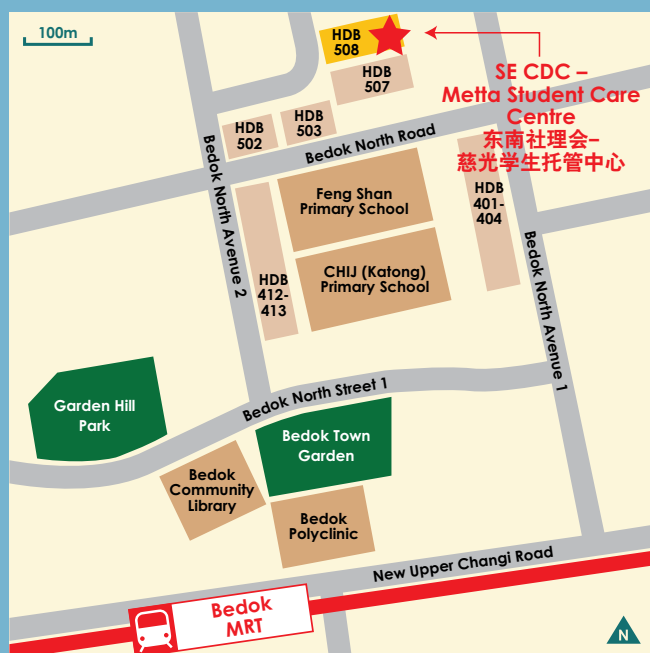 100m
HDB
508
SE CDC –
Metta Student Care
Centre
东南社理会–
慈光学生托管中心
HDB
507
HDB
502
HDB
503
Bedok North Road
Bedok North Avenue 2
Feng Shan
Primary School
HDB
401-
404
CHIJ (Katong)
Primary School
HDB
412-
413
Bedok North Avenue 1
Bedok North Street 1
Garden Hill
Park
Bedok Town
Garden
Bedok
Community
Library
Bedok
Polyclinic
New Upper Changi Road
Bedok
MRT
N